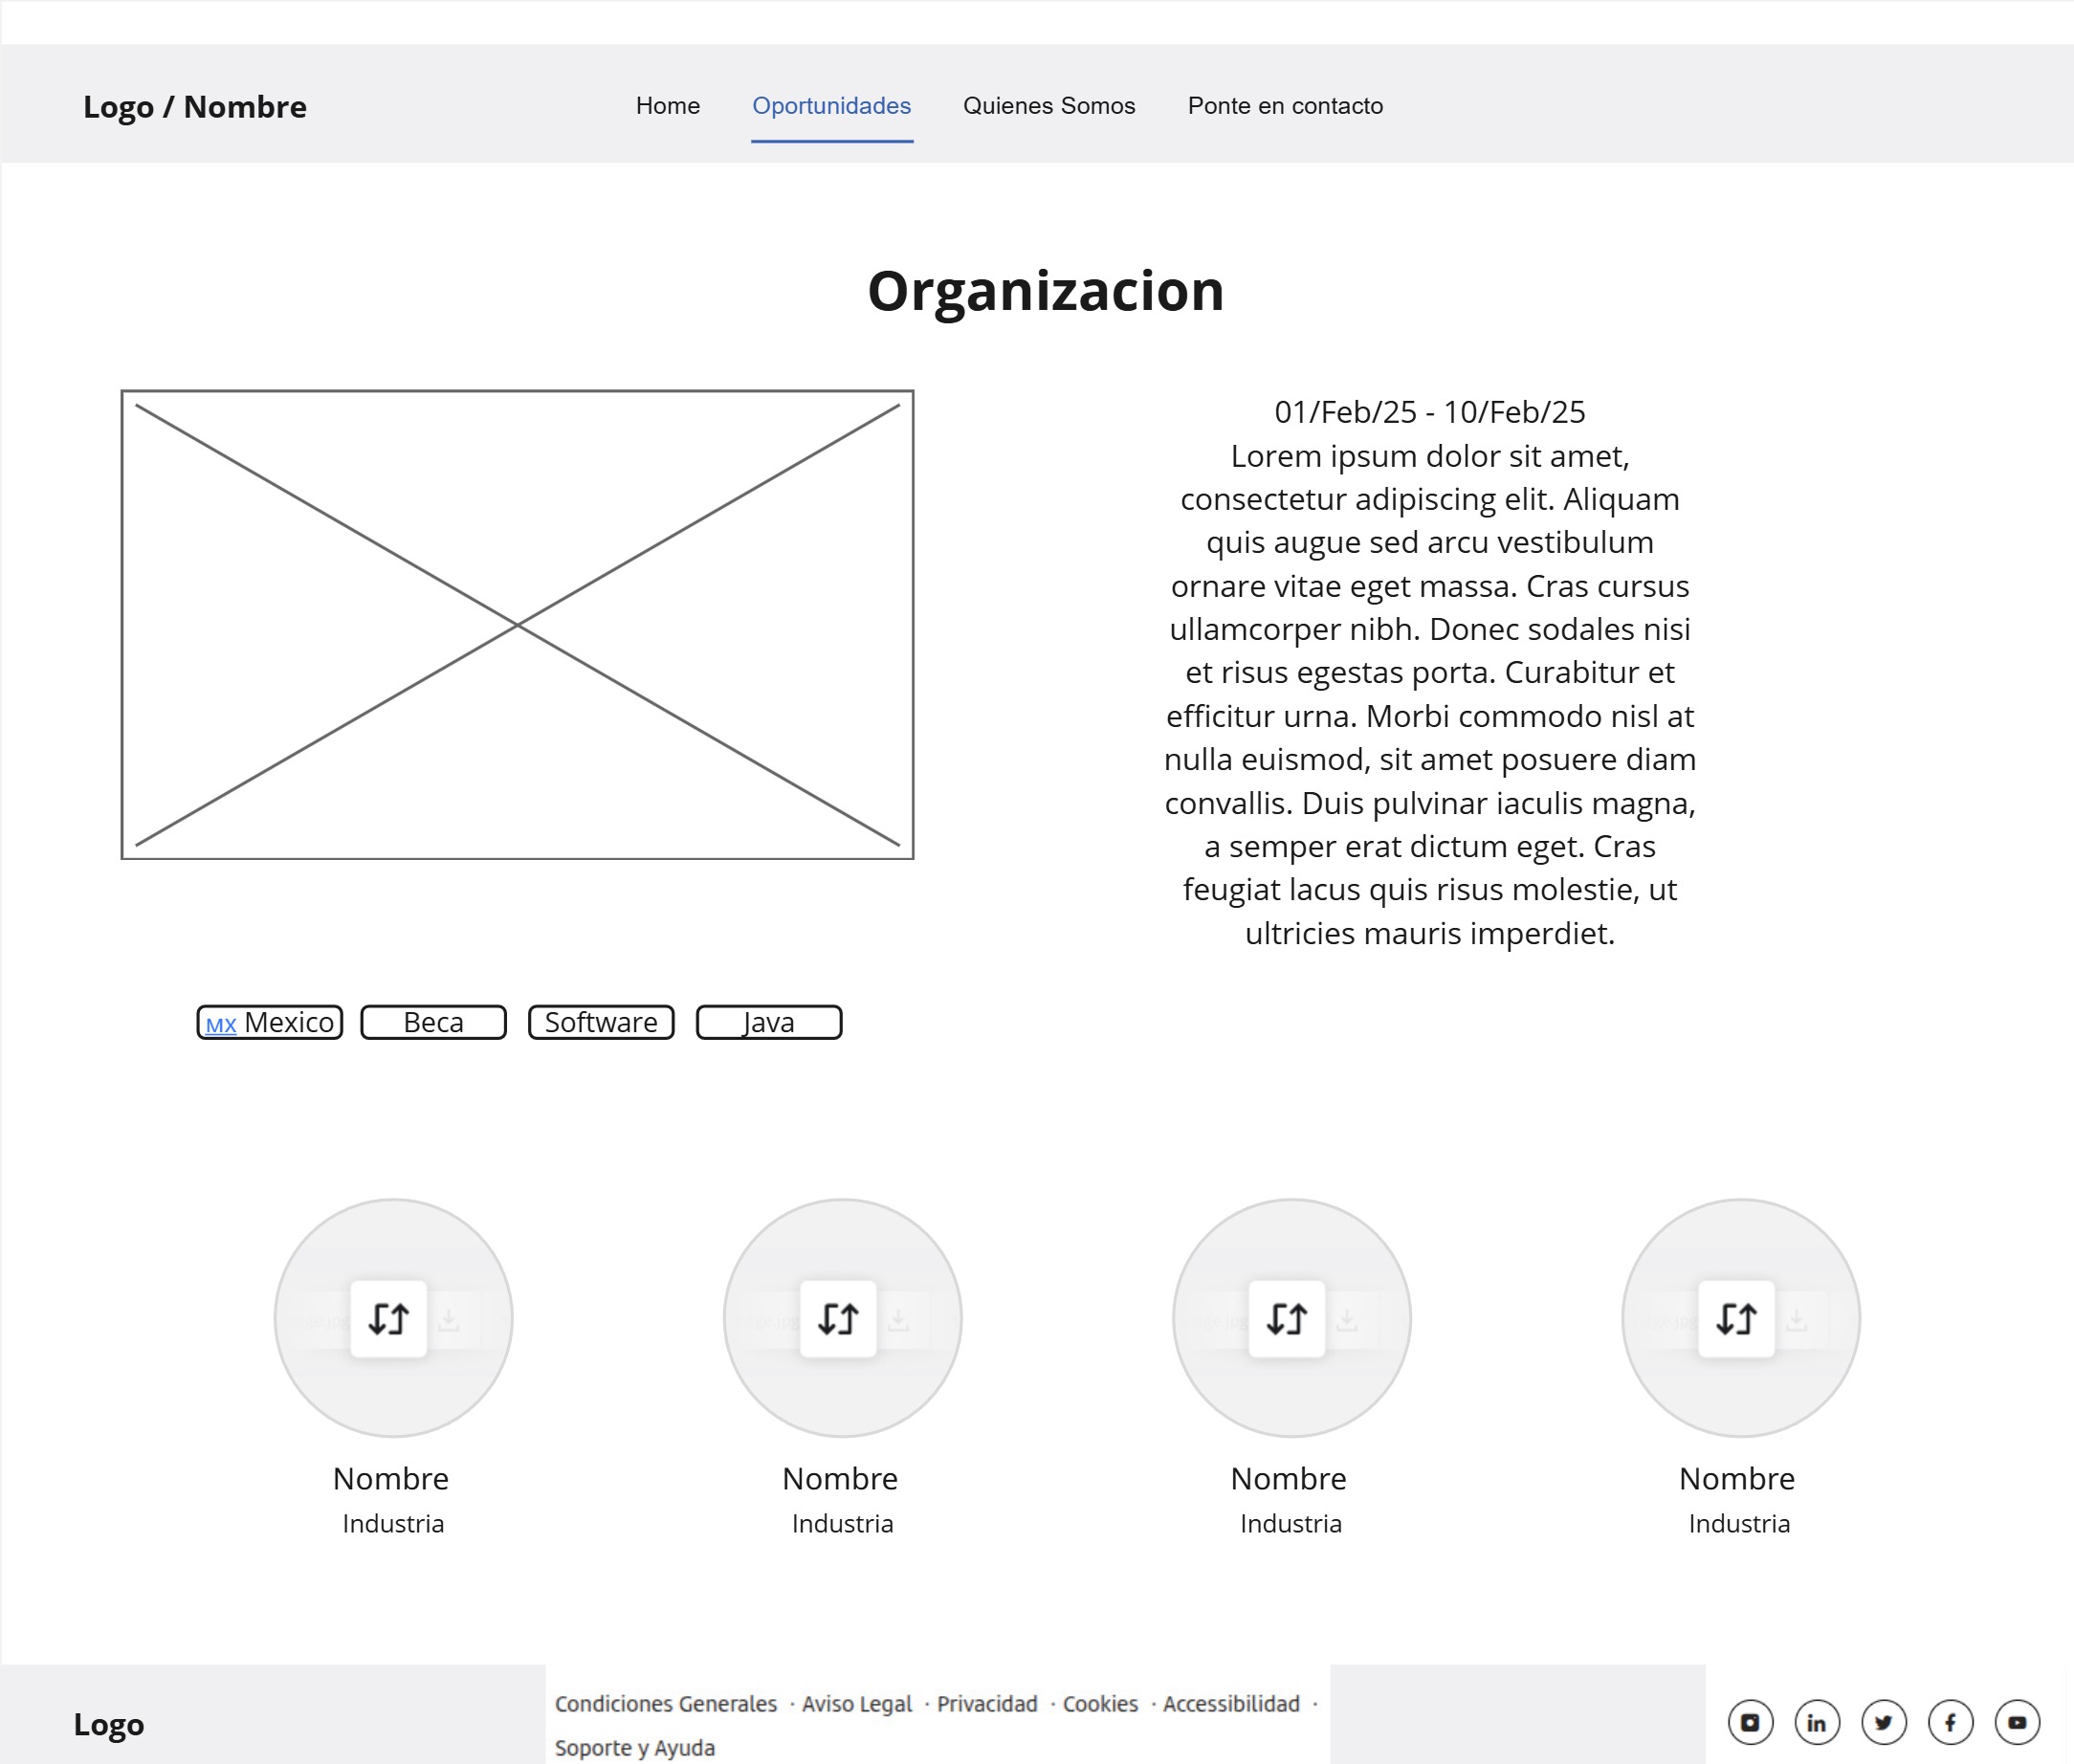 Logo / Nombre
Home Oportunidades Quienes Somos Ponte en contacto
Organizacion
01/Feb/25 - 10/Feb/25
Lorem ipsum dolor sit amet,
consectetur adipiscing elit. Aliquam
quis augue sed arcu vestibulum
ornare vitae eget massa. Cras cursus
ullamcorper nibh. Donec sodales nisi
et risus egestas porta. Curabitur et
efficitur urna. Morbi commodo nisl at
nulla euismod, sit amet posuere diam
convallis. Duis pulvinar iaculis magna,
a semper erat dictum eget. Cras
feugiat lacus quis risus molestie, ut
ultricies mauris imperdiet.
MX Mexico Beca Software Java
Nombre Nombre Nombre Nombre
Industria Industria Industria Industria
Logo
Condiciones Generales · Aviso Legal · Privacidad · Cookies · Accessibilidad ·
Soporte y Ayuda